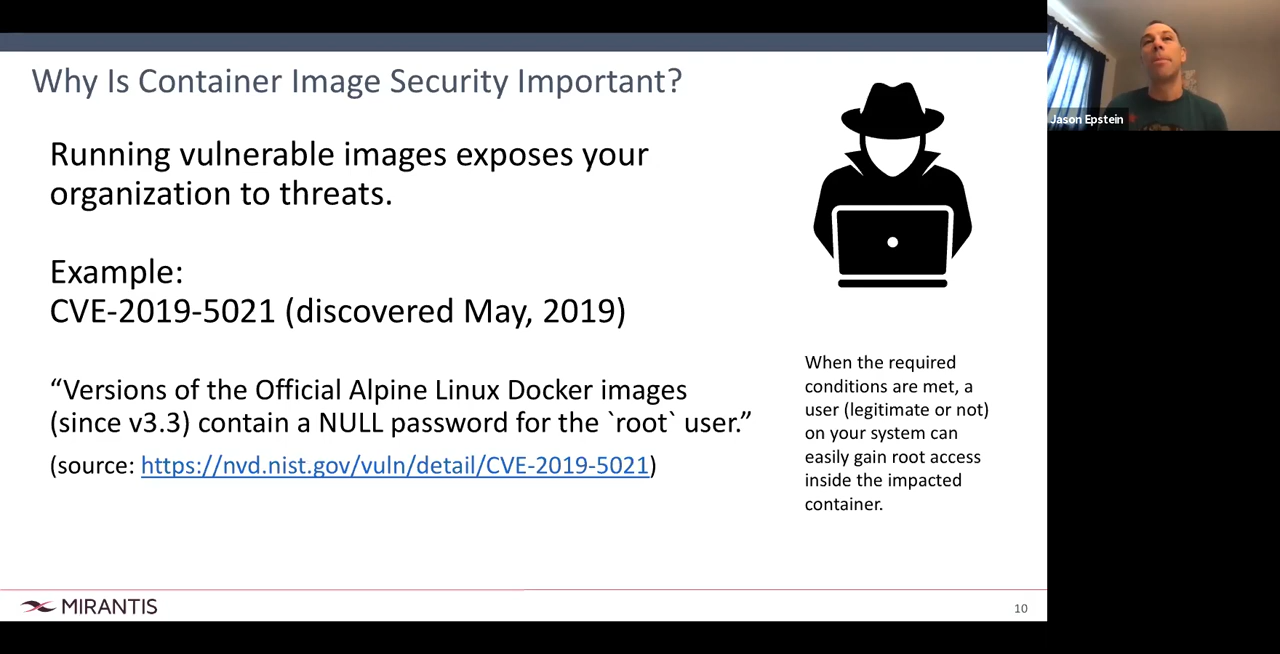 Why Is Container Image Security Important?
Running vulnerable images exposes your
organization to threats.
Example:
CVE-2019-5021 (discovered May, 2019)
“Versions of the Official Alpine Linux Docker images
(since v3.3) contain a NULL password for the `root` user.”
(source: https://nvd.nist.gov/vuln/detail/CVE-2019-5021)
When the required
conditions are met, a
user (legitimate or not)
on your system can
easily gain root access
inside the impacted
container.
MIRANTIS
10
Jason Epstein